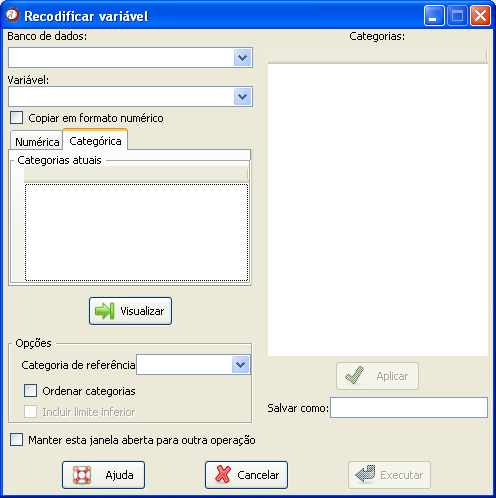 Recodificar variável
Banco de dados:
Categorias:
Variável:
Copiar em formato numérico
Numérica
Categórica
Categorias atuais
Visualizar
Opções
Categoria de referência
Ordenar categorias
Incluir limite inferior
Aplicar
Salvar como:
Manter esta janela aberta para outra operação
Ajuda
Cancelar
Executar